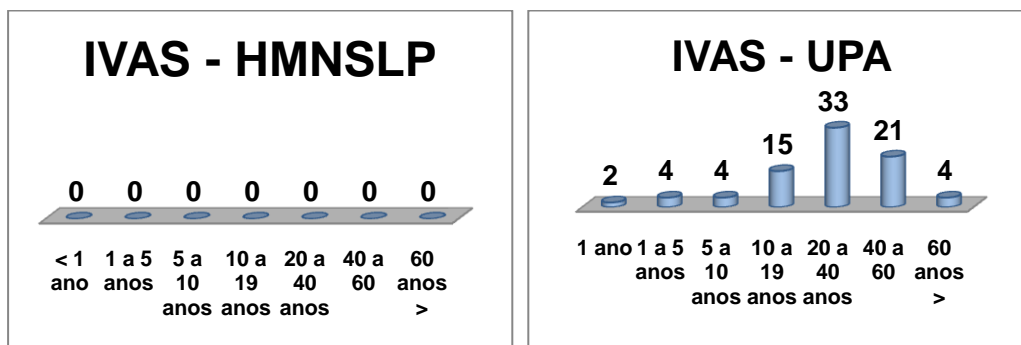 IVAS - HMNSLP
0 0 0 0 0 0 0
< 1 1 a 5 5 a 10 a 20 a 40 a 60
ano anos 10 19 40 60 anos
anos anos anos >
IVAS - UPA
33
21
15
2 4 4 4
1 ano 1 a 5 5 a 10 a 20 a 40 a 60
anos 10 19 40 60 anos
anos anos anos >